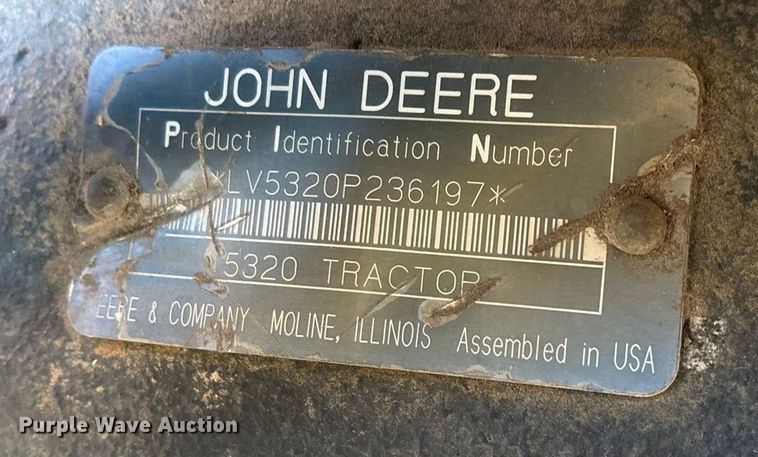 JOHN DEERE
Product Identification Number
*LV5320P236197*
5320 TRACTOR
EERE & COMPANY MOLINE, ILLINOIS Assembled in USA
Purple Wave Auction